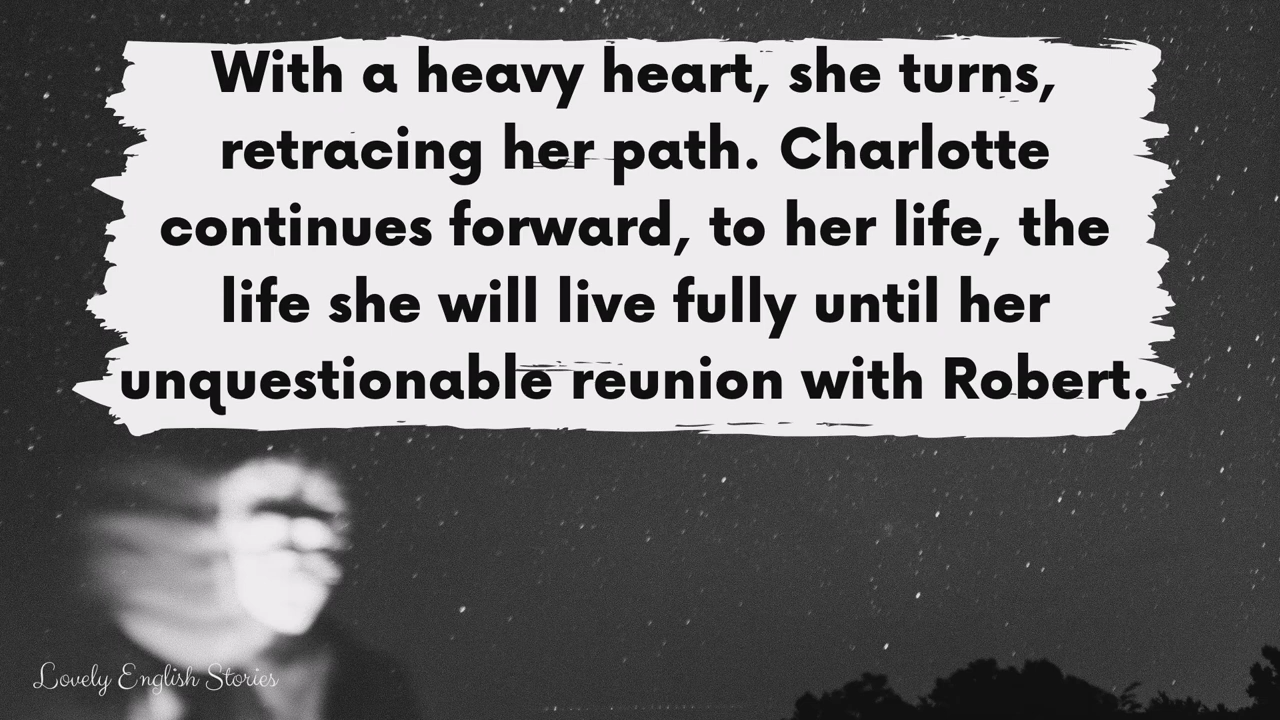 With a heavy heart, she turns,
retracing her path. Charlotte
continues forward, to her life, the
life she will live fully until her
unquestionable reunion with Robert.
Lovely English Stories